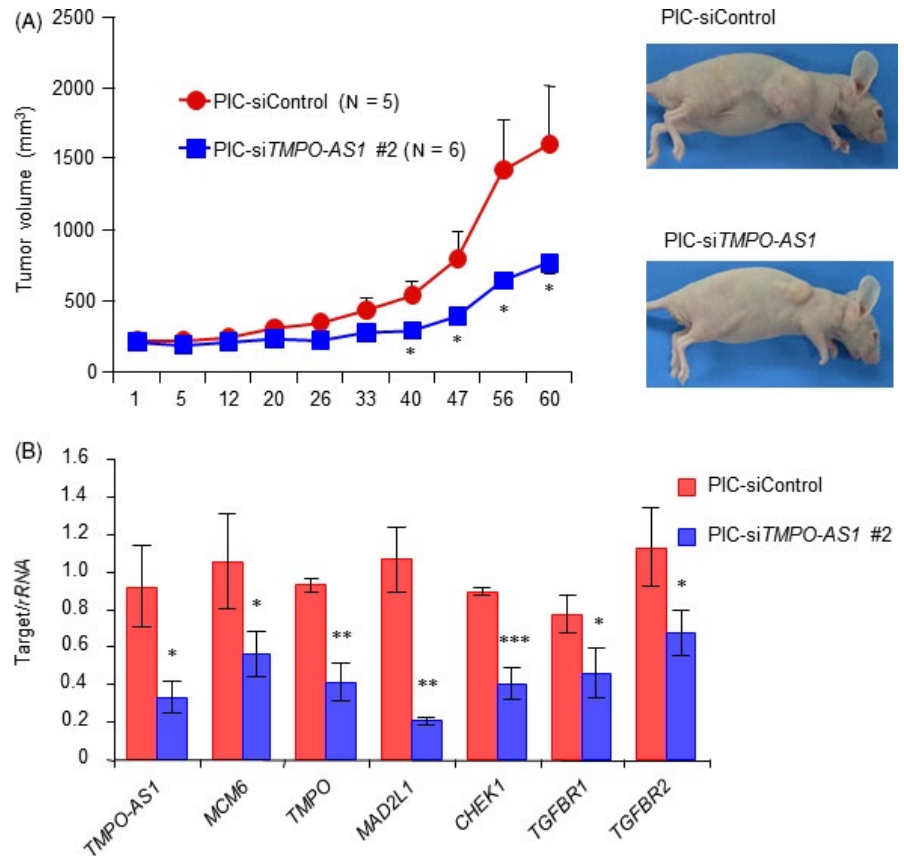 (A)
2500
2000
1500
1000
500
0
Tumor volume (mm³)
PIC-siControl (N = 5)
PIC-siTMPO-AS1 #2 (N = 6)
* * * *
1 5 12 20 26 33 40 47 56 60
PIC-siControl
PIC-siTMPO-AS1
(B)
1.6
1.4
1.2
1.0
0.8
0.6
0.4
0.2
0
Target/rRNA
PIC-siControl
PIC-siTMPO-AS1 #2
* * ** ** *** * *
TMPO-AS1 MCM6 TMPO MAD2L1 CHEK1 TGFBR1 TGFBR2